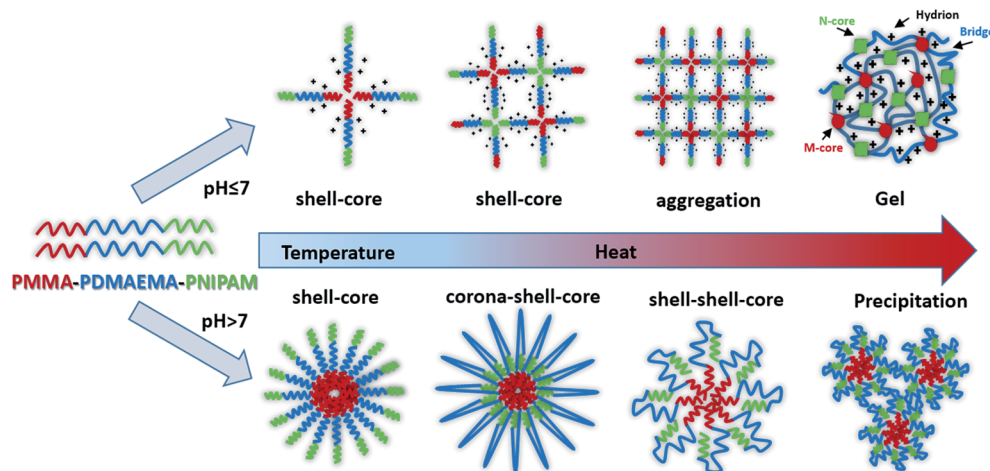 N-core
Hydrion
Bridge
M-core
pH≤7
shell-core
shell-core
aggregation
Gel
Temperature
Heat
PMMA-PDMAEMA-PNIPAM
pH>7
shell-core
corona-shell-core
shell-shell-core
Precipitation